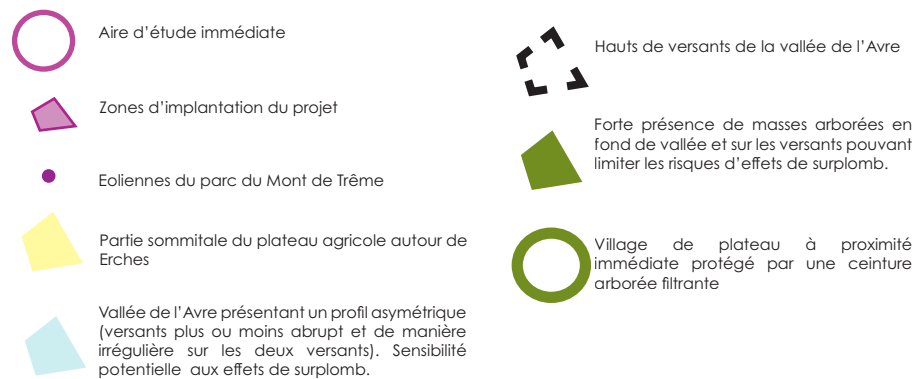 Aire d’étude immédiate
Zones d’implantation du projet
Eoliennes du parc du Mont de Trême
Partie sommitale du plateau agricole autour de
Erches
Vallée de l’Avre présentant un profil asymétrique
(versants plus ou moins abrupt et de manière
irrégulière sur les deux versants). Sensibilité
potentielle aux effets de surplomb.
Hauts de versants de la vallée de l’Avre
Forte présence de masses arborées en
fond de vallée et sur les versants pouvant
limiter les risques d’effets de surplomb.
Village de plateau à proximité
immédiate protégé par une ceinture
arborée filtrante